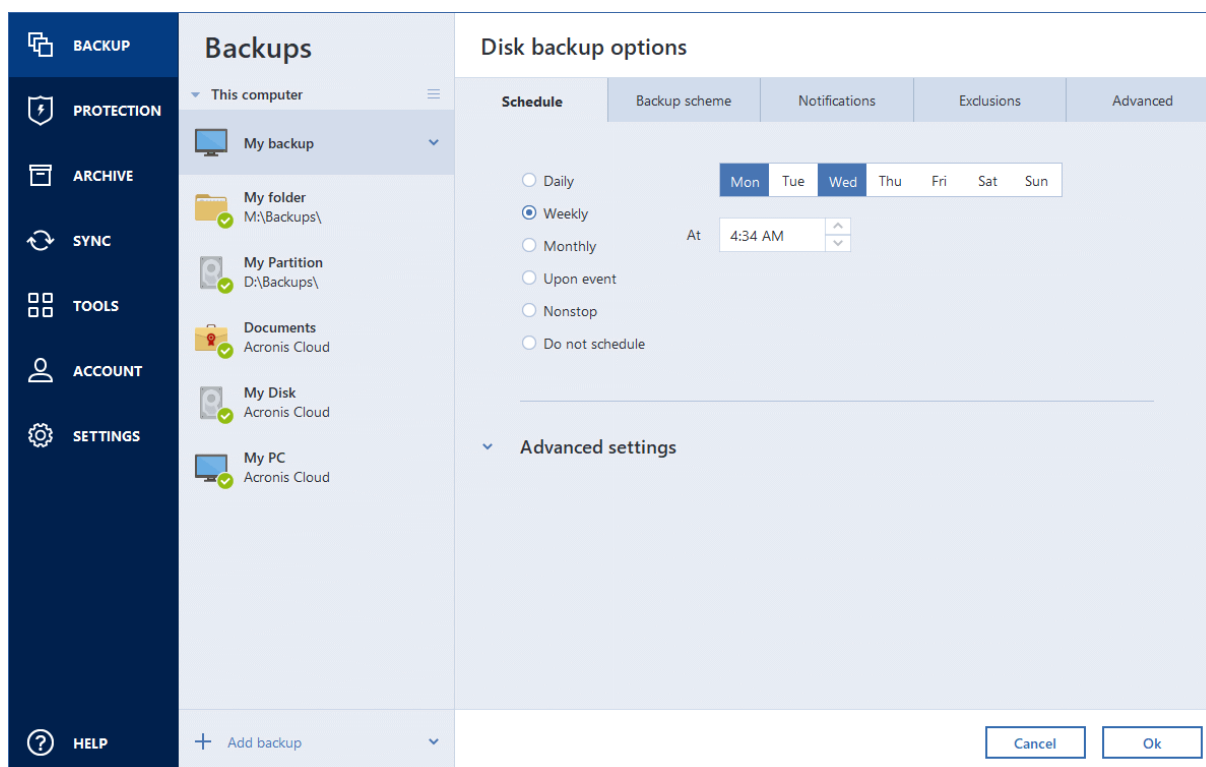 BACKUP
PROTECTION
ARCHIVE
SYNC
TOOLS
ACCOUNT
SETTINGS
HELP
Backups
This computer
My backup
My folder
M:\Backups\
My Partition
D:\Backups\
Documents
Acronis Cloud
My Disk
Acronis Cloud
My PC
Acronis Cloud
Add backup
Disk backup options
Schedule Backup scheme Notifications Exclusions Advanced
Daily
Weekly
Monthly
Upon event
Nonstop
Do not schedule
Mon Tue Wed Thu Fri Sat Sun
At 4:34 AM
Advanced settings
Cancel Ok